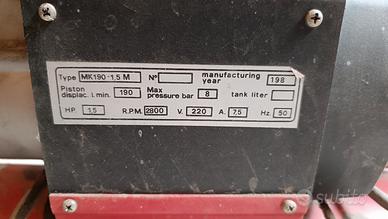 Type MK190-1,5 M N° manufacturing year 198
Piston displac. l. min. 190 Max pressure bar 8 tank liter
HP. 1,5 R.P.M. 2800 V. 220 A. 7,5 Hz 50
subito